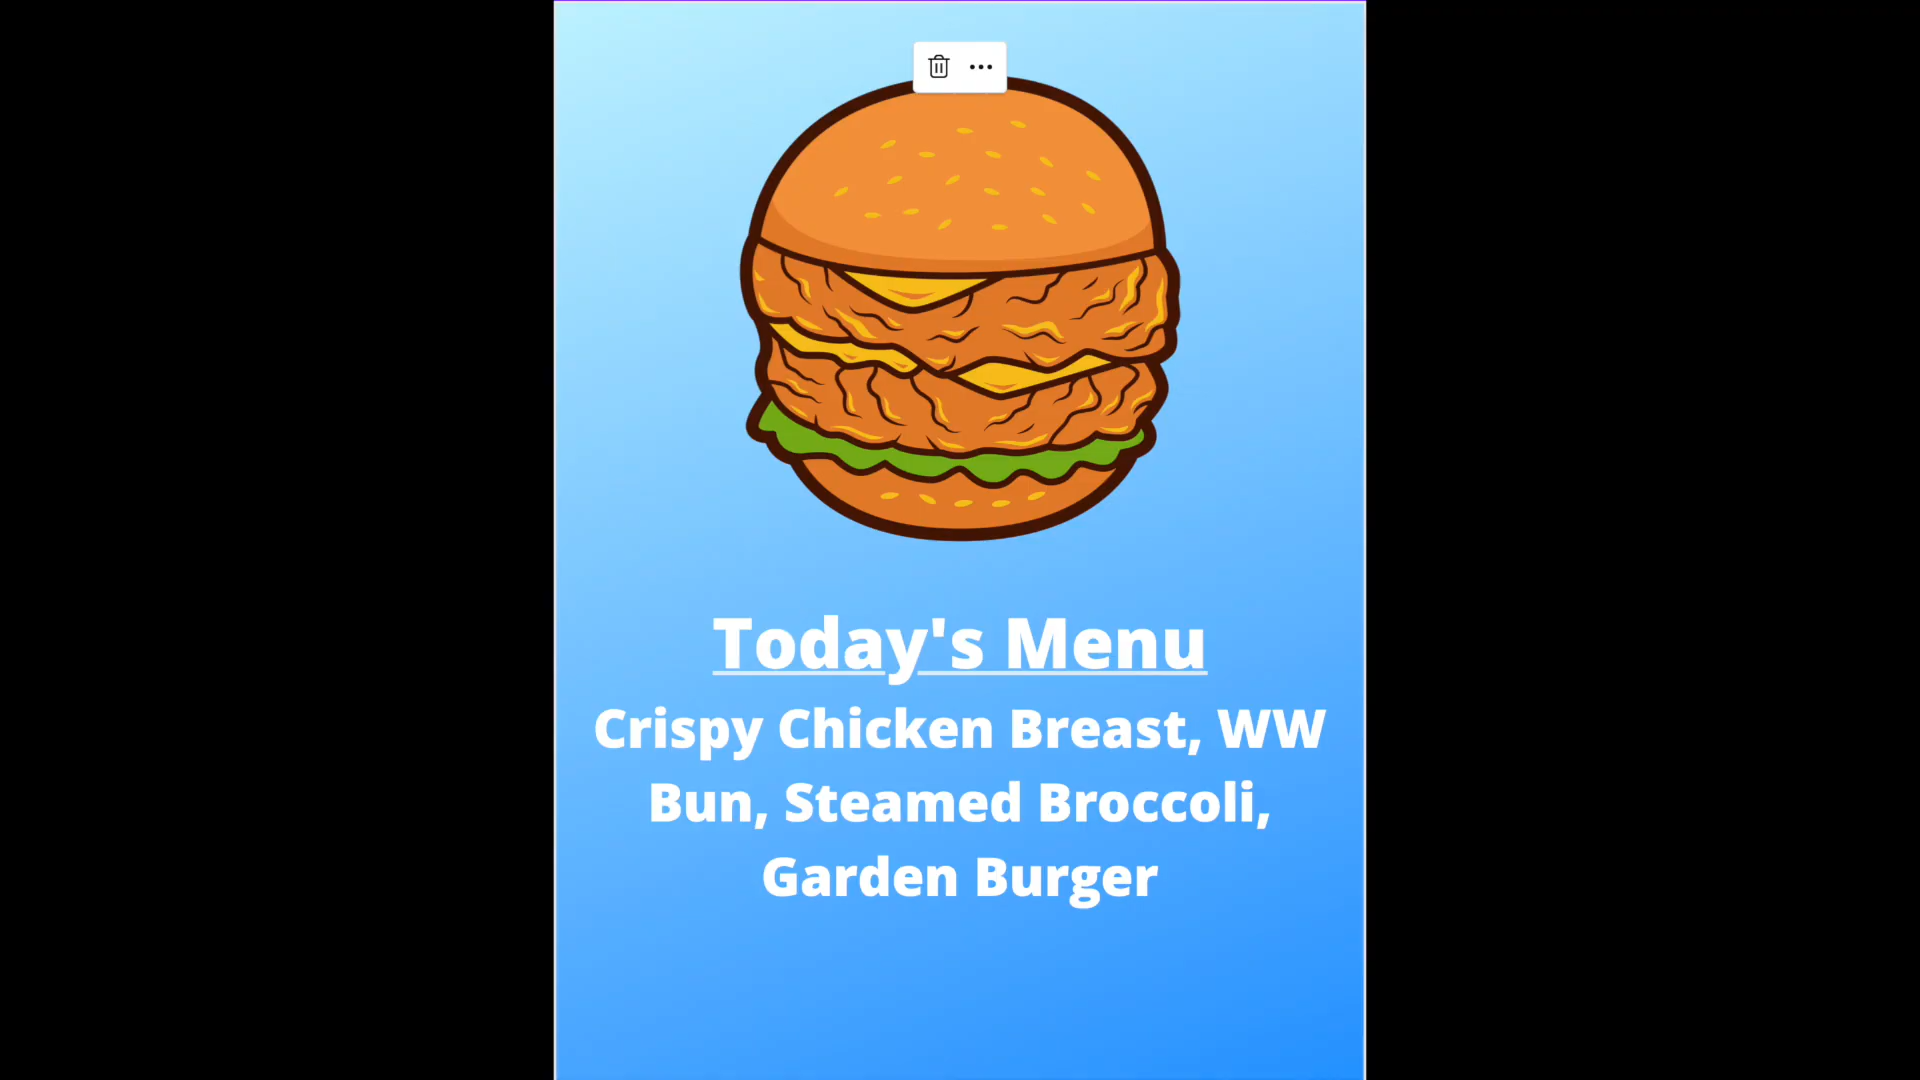 Today's Menu
Crispy Chicken Breast, WW
Bun, Steamed Broccoli,
Garden Burger